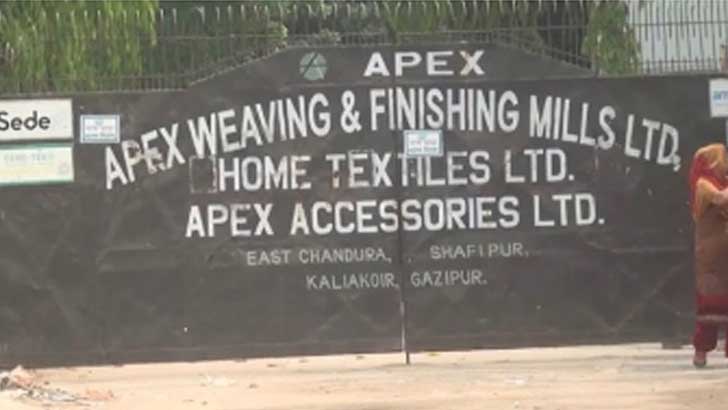 APEX
APEX WEAVING & FINISHING MILLS LTD,
HOME TEXTILES LTD.
APEX ACCESSORIES LTD.
EAST CHANDURA, SHAFIPUR,
KALIAKOIR, GAZIPUR.
Sede